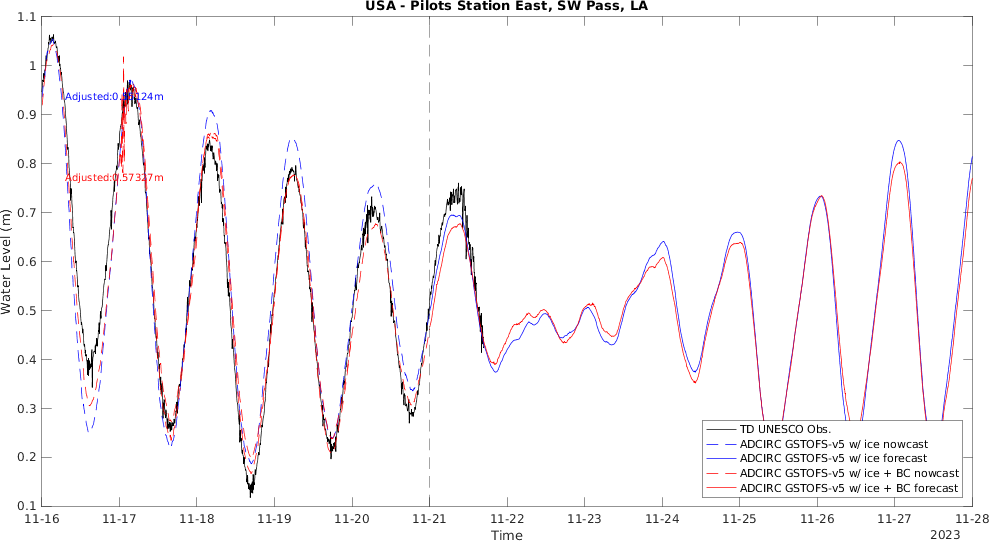 USA - Pilots Station East, SW Pass, LA
1.1
1
0.9
0.8
0.7
0.6
0.5
0.4
0.3
0.2
0.1
Water Level (m)
Adjusted:0.57327m
TD UNESCO Obs.
ADCIRC GSTOFS-v5 w/ ice nowcast
ADCIRC GSTOFS-v5 w/ ice forecast
ADCIRC GSTOFS-v5 w/ ice + BC nowcast
ADCIRC GSTOFS-v5 w/ ice + BC forecast
11-16 11-17 11-18 11-19 11-20 11-21 11-22 11-23 11-24 11-25 11-26 11-27 11-28
Time
2023